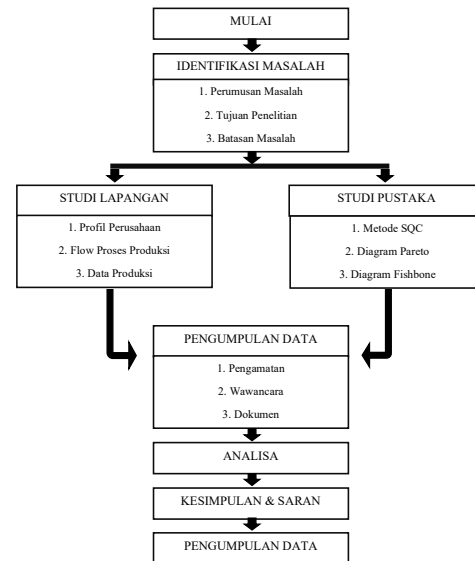 MULAI
IDENTIFIKASI MASALAH
1. Perumusan Masalah
2. Tujuan Penelitian
3. Batasan Masalah
STUDI LAPANGAN
1. Profil Perusahaan
2. Flow Proses Produksi
3. Data Produksi
STUDI PUSTAKA
1. Metode SQC
2. Diagram Pareto
3. Diagram Fishbone
PENGUMPULAN DATA
1. Pengamatan
2. Wawancara
3. Dokumen
ANALISA
KESIMPULAN & SARAN
PENGUMPULAN DATA